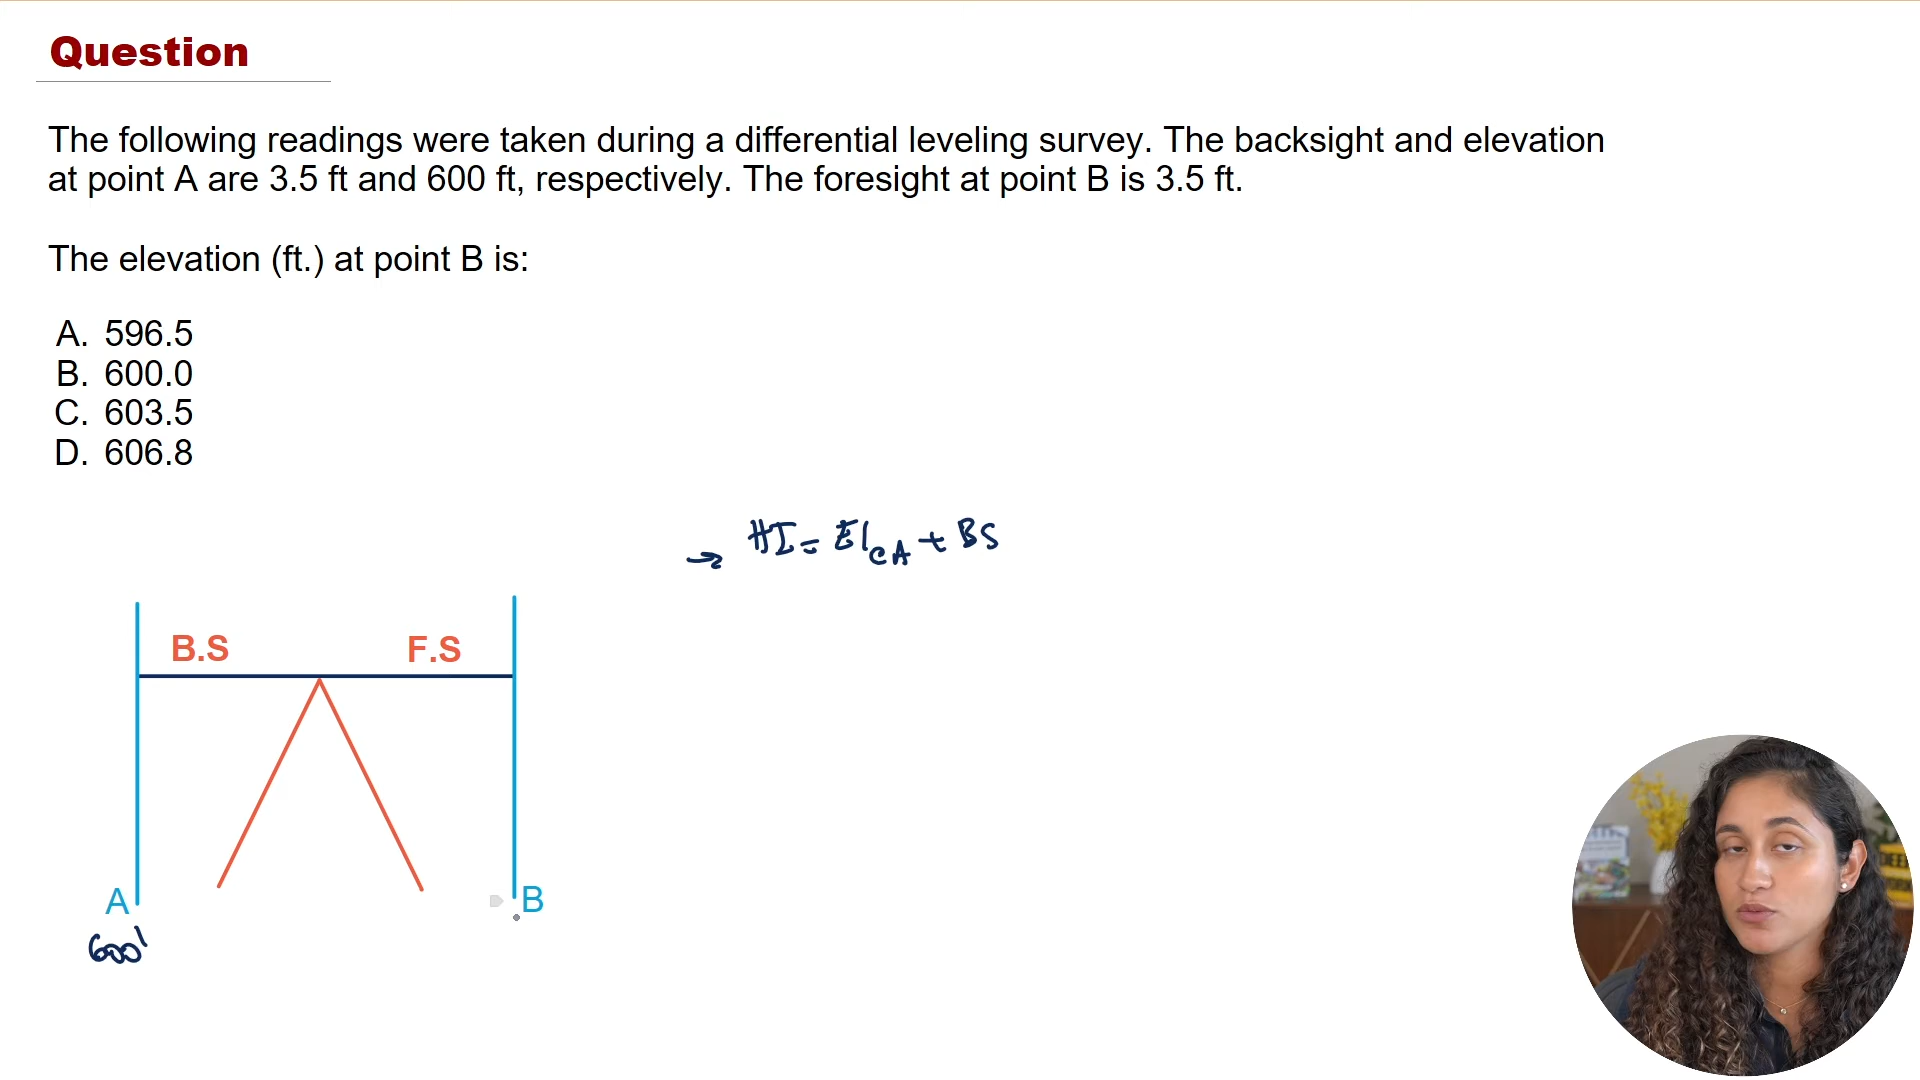 Question
The following readings were taken during a differential leveling survey. The backsight and elevation
at point A are 3.5 ft and 600 ft, respectively. The foresight at point B is 3.5 ft.
The elevation (ft.) at point B is:
A. 596.5
B. 600.0
C. 603.5
D. 606.8
→ HI = El@A + BS
B.S
F.S
A
B
600'